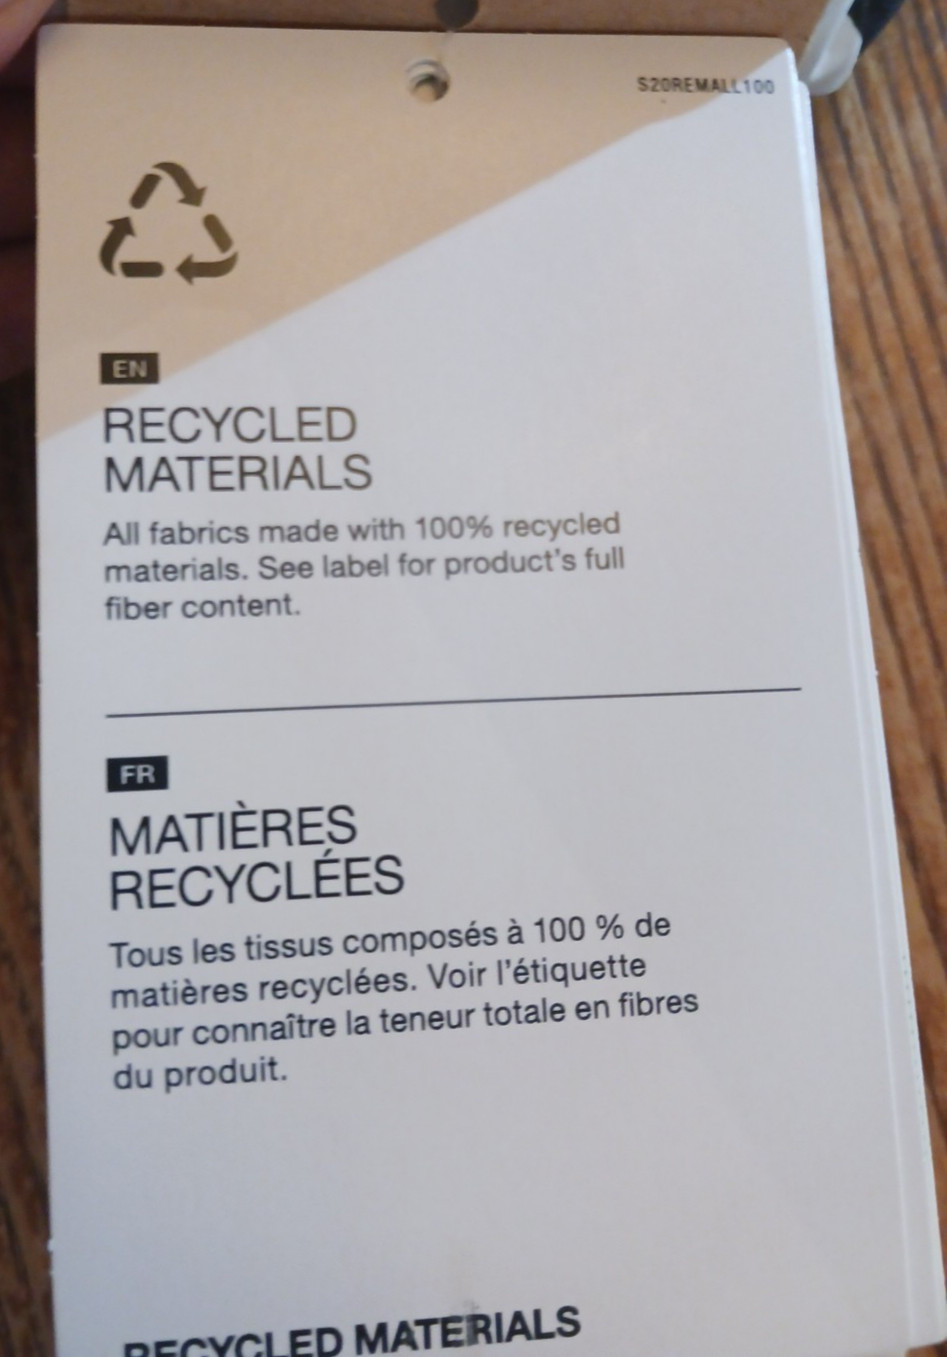 S20REMALL100
EN
RECYCLED
MATERIALS
All fabrics made with 100% recycled
materials. See label for product's full
fiber content.
FR
MATIÈRES
RECYCLÉES
Tous les tissus composés à 100 % de
matières recyclées. Voir l'étiquette
pour connaître la teneur totale en fibres
du produit.
RECYCLED MATERIALS